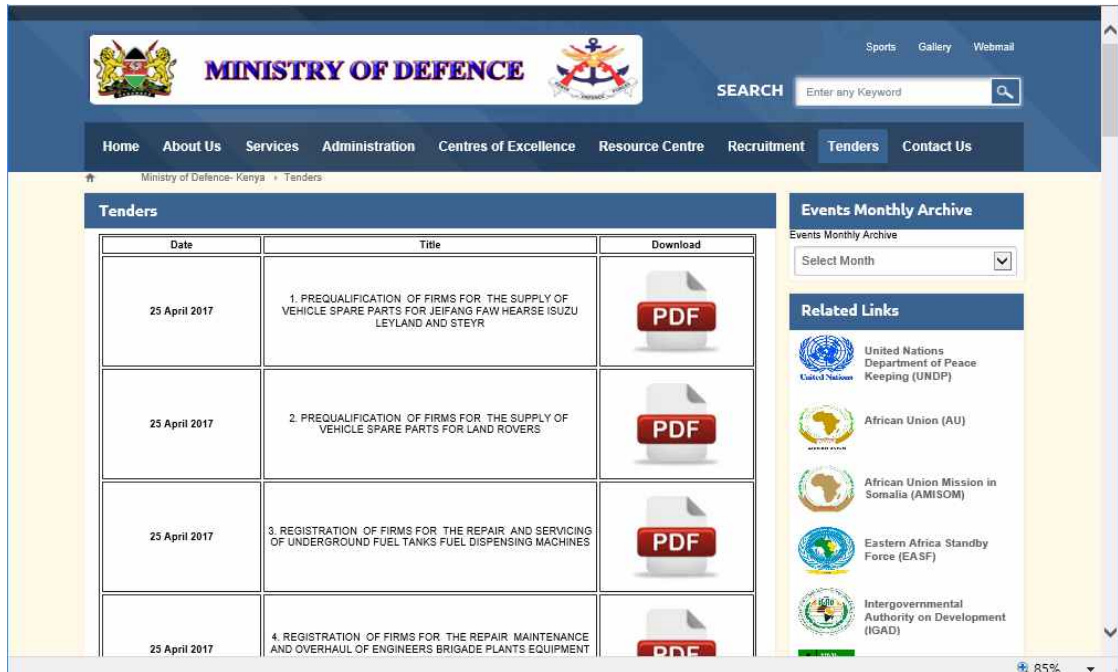 MINISTRY OF DEFENCE
Sports Gallery Webmail
SEARCH Enter any Keyword
Home About Us Services Administration Centres of Excellence Resource Centre Recruitment Tenders Contact Us
Ministry of Defence- Kenya › Tenders
Tenders
Date Title Download
25 April 2017
1. PREQUALIFICATION OF FIRMS FOR THE SUPPLY OF
VEHICLE SPARE PARTS FOR JEIFANG FAW HEARSE ISUZU
LEYLAND AND STEYR
PDF
25 April 2017
2. PREQUALIFICATION OF FIRMS FOR THE SUPPLY OF
VEHICLE SPARE PARTS FOR LAND ROVERS
PDF
25 April 2017
3. REGISTRATION OF FIRMS FOR THE REPAIR AND SERVICING
OF UNDERGROUND FUEL TANKS FUEL DISPENSING MACHINES
PDF
25 April 2017
4. REGISTRATION OF FIRMS FOR THE REPAIR MAINTENANCE
AND OVERHAUL OF ENGINEERS BRIGADE PLANTS EQUIPMENT
PDF
Events Monthly Archive
Events Monthly Archive
Select Month
Related Links
United Nations
United Nations
Department of Peace
Keeping (UNDP)
African Union (AU)
AFRICAN UNION
African Union Mission in
Somalia (AMISOM)
Eastern Africa Standby
Force (EASF)
Intergovernmental
Authority on Development
(IGAD)
85%